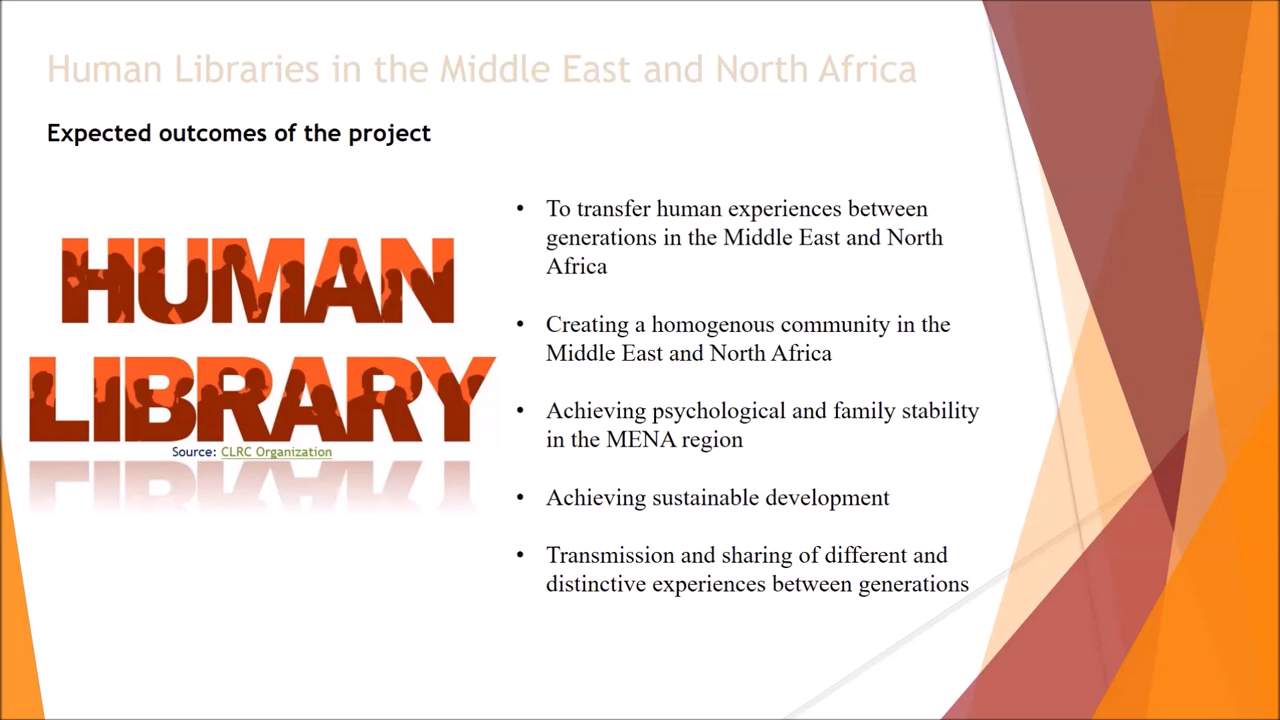 Human Libraries in the Middle East and North Africa
Expected outcomes of the project
HUMAN
LIBRARY
Source: CLRC Organization
• To transfer human experiences between
generations in the Middle East and North
Africa
• Creating a homogenous community in the
Middle East and North Africa
• Achieving psychological and family stability
in the MENA region
• Achieving sustainable development
• Transmission and sharing of different and
distinctive experiences between generations